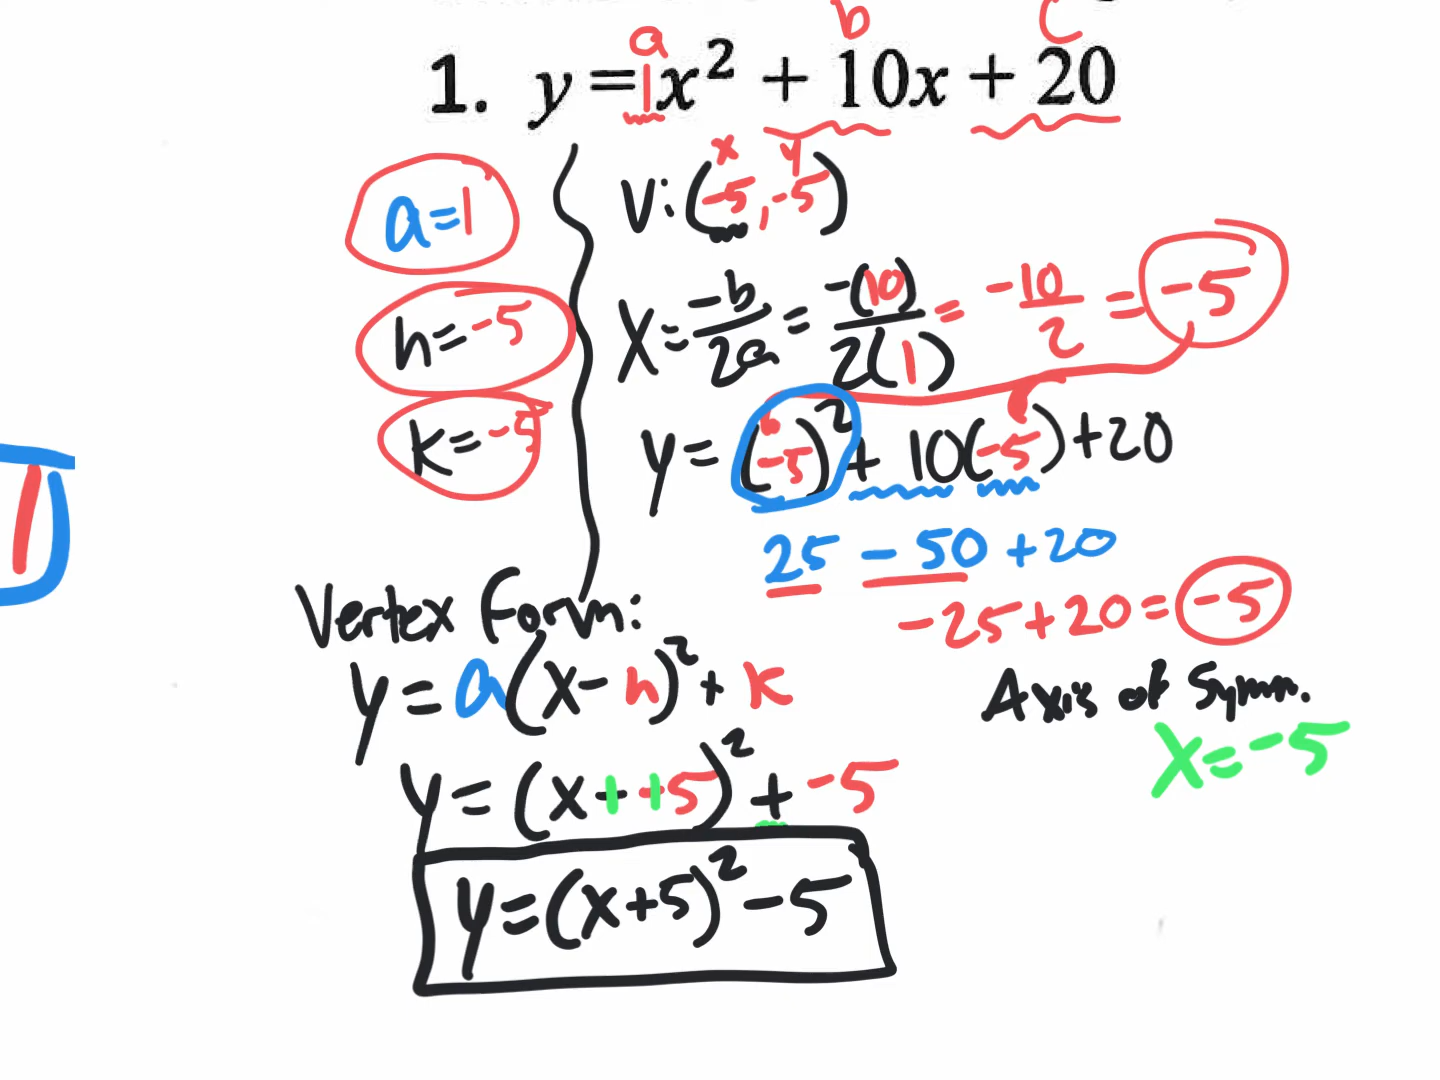 a b c
1. y = 1x² + 10x + 20
x y
V: (-5, -5)
a=1
X = -b/2a = -(10)/2(1) = -10/2 = -5
h=-5
k=-5
y = (-5)² + 10(-5) + 20
25 - 50 + 20
-25 + 20 = -5
Vertex Form:
y = a(x - h)² + k
Axis of Symm.
X = -5
y = (x + +5)² + -5
y = (x+5)² - 5